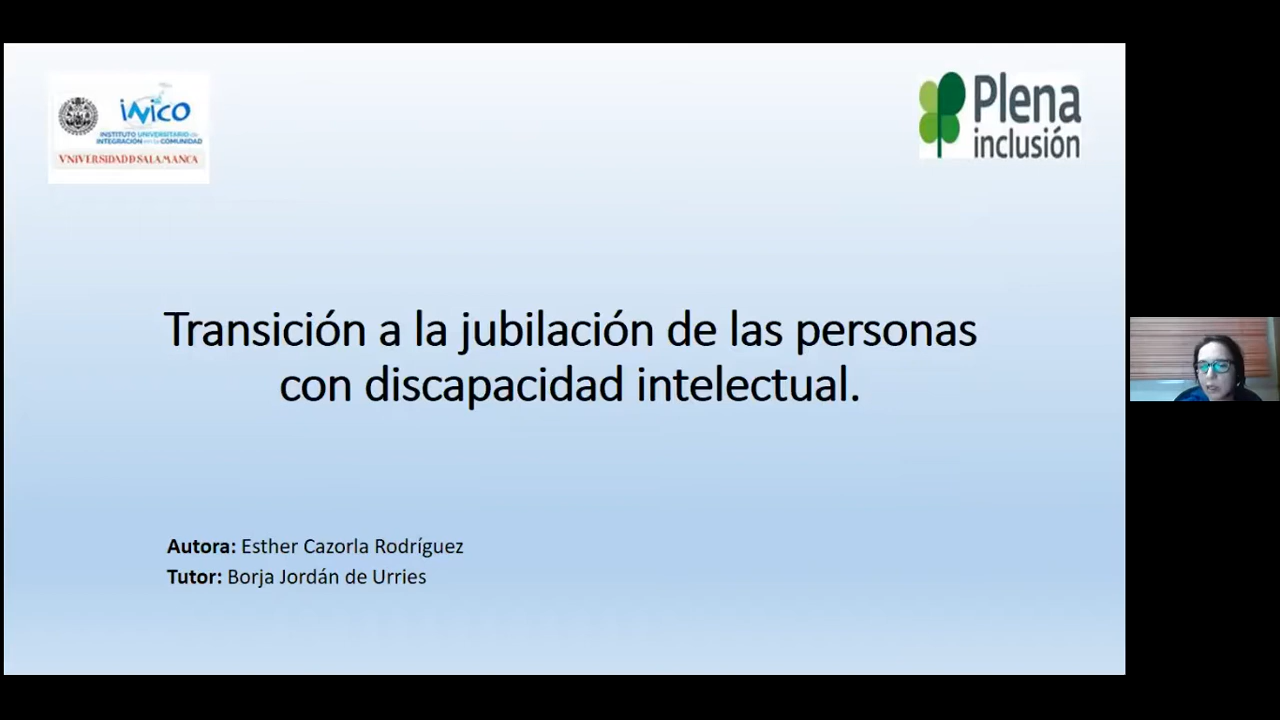 iNiCO
INSTITUTO UNIVERSITARIO de
INTEGRACIÓN en la COMUNIDAD
VNIVERSIDAD D SALAMANCA
Plena
inclusión
Transición a la jubilación de las personas
con discapacidad intelectual.
Autora: Esther Cazorla Rodríguez
Tutor: Borja Jordán de Urries